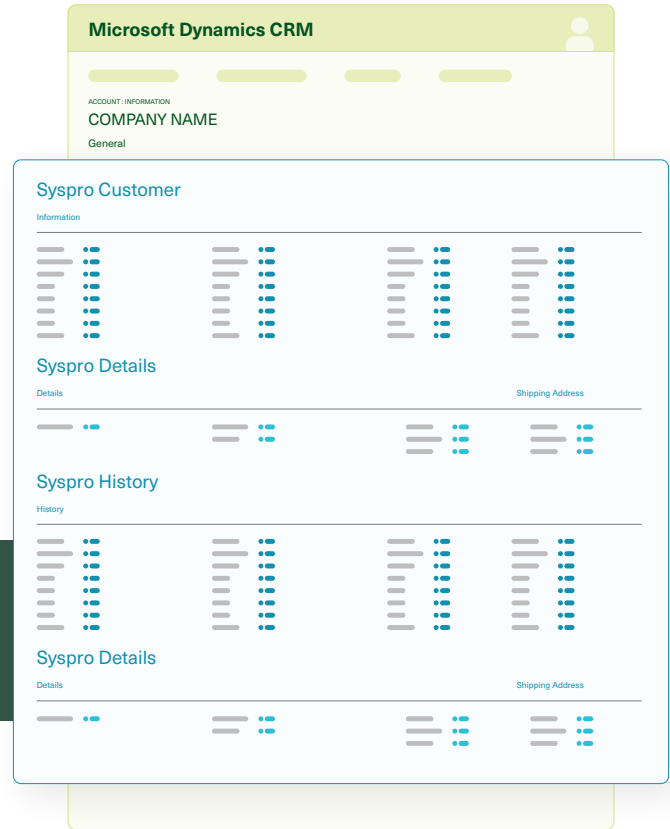 Microsoft Dynamics CRM
ACCOUNT : INFORMATION
COMPANY NAME
General
Syspro Customer
Information
Syspro Details
Details Shipping Address
Syspro History
History
Syspro Details
Details Shipping Address